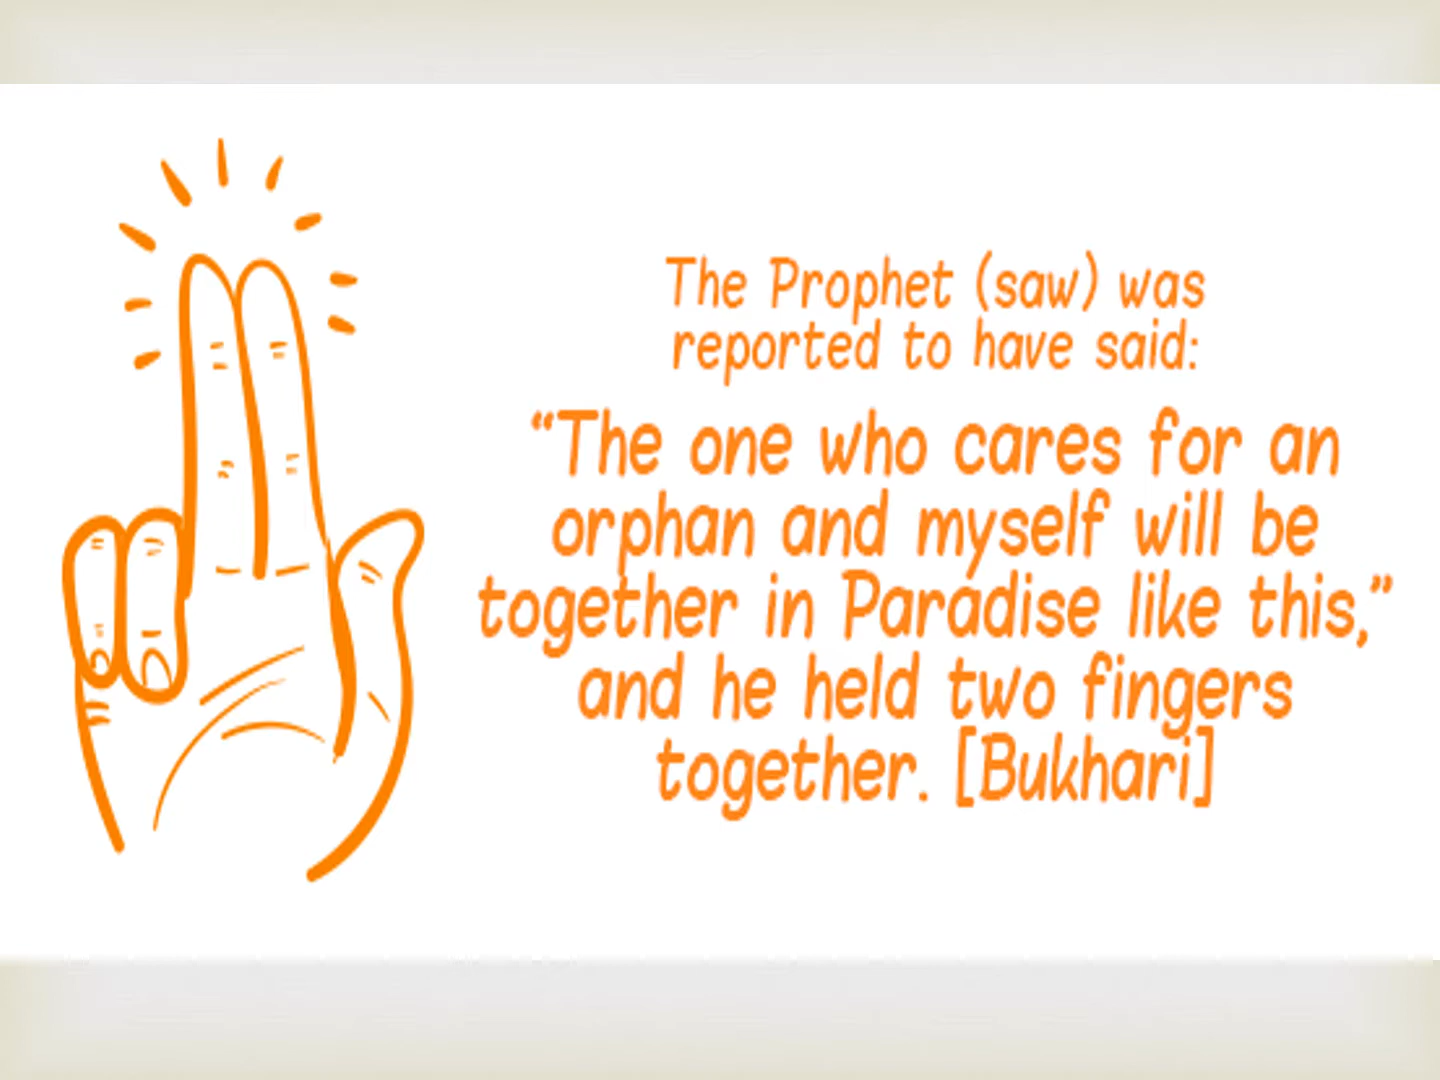 The Prophet (saw) was
reported to have said:
“The one who cares for an
orphan and myself will be
together in Paradise like this,”
and he held two fingers
together. [Bukhari]